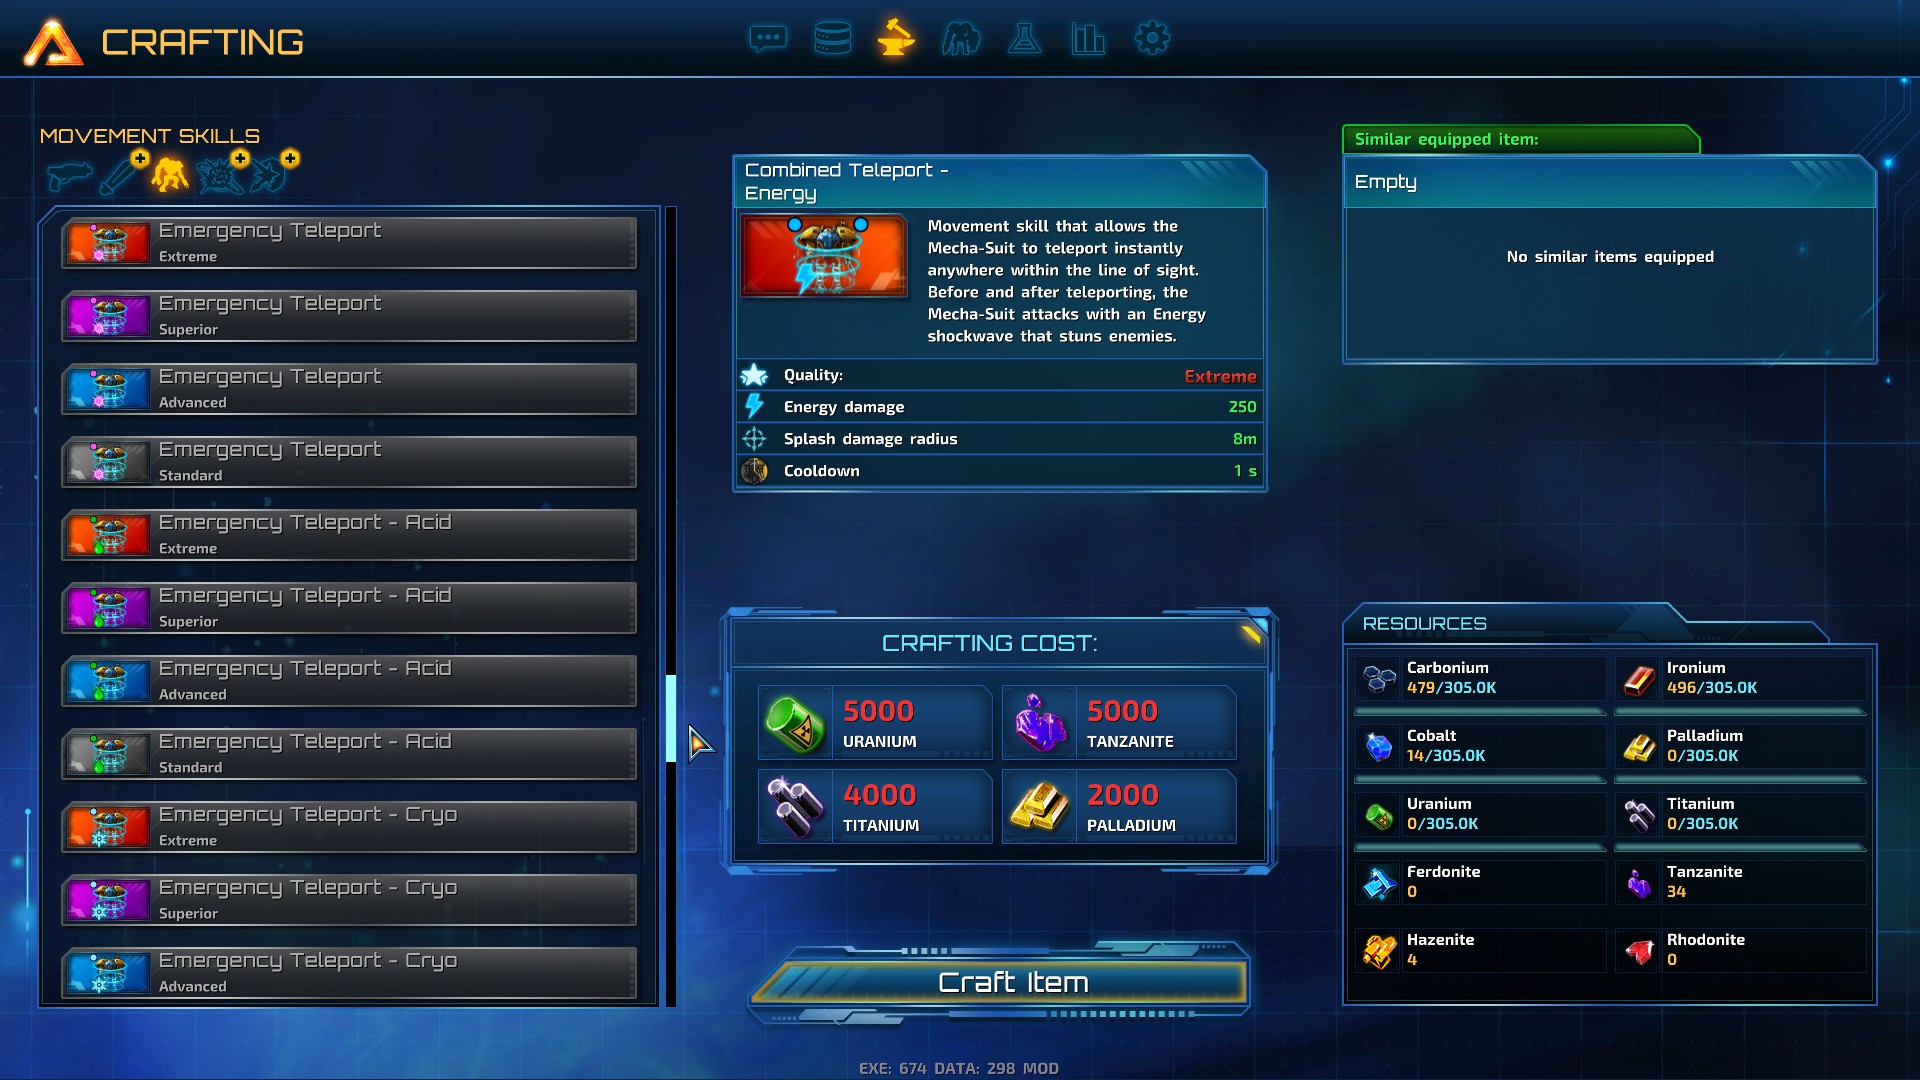 CRAFTING
MOVEMENT SKILLS
Emergency Teleport
Extreme
Emergency Teleport
Superior
Emergency Teleport
Advanced
Emergency Teleport
Standard
Emergency Teleport - Acid
Extreme
Emergency Teleport - Acid
Superior
Emergency Teleport - Acid
Advanced
Emergency Teleport - Acid
Standard
Emergency Teleport - Cryo
Extreme
Emergency Teleport - Cryo
Superior
Emergency Teleport - Cryo
Advanced
Combined Teleport -
Energy
Movement skill that allows the
Mecha-Suit to teleport instantly
anywhere within the line of sight.
Before and after teleporting, the
Mecha-Suit attacks with an Energy
shockwave that stuns enemies.
Quality: Extreme
Energy damage 250
Splash damage radius 8m
Cooldown 1 s
CRAFTING COST:
5000
URANIUM
5000
TANZANITE
4000
TITANIUM
2000
PALLADIUM
Craft Item
Similar equipped item:
Empty
No similar items equipped
RESOURCES
Carbonium
479/305.0K
Ironium
496/305.0K
Cobalt
14/305.0K
Palladium
0/305.0K
Uranium
0/305.0K
Titanium
0/305.0K
Ferdonite
0
Tanzanite
34
Hazenite
4
Rhodonite
0
EXE: 674 DATA: 298 MOD